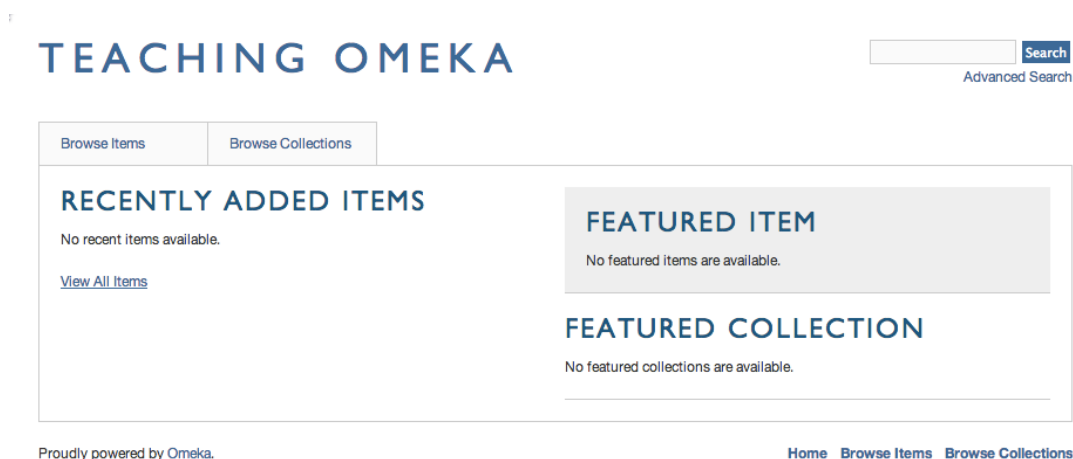 TEACHING OMEKA
Search
Advanced Search
Browse Items
Browse Collections
RECENTLY ADDED ITEMS
No recent items available.
View All Items
FEATURED ITEM
No featured items are available.
FEATURED COLLECTION
No featured collections are available.
Proudly powered by Omeka.
Home Browse Items Browse Collections